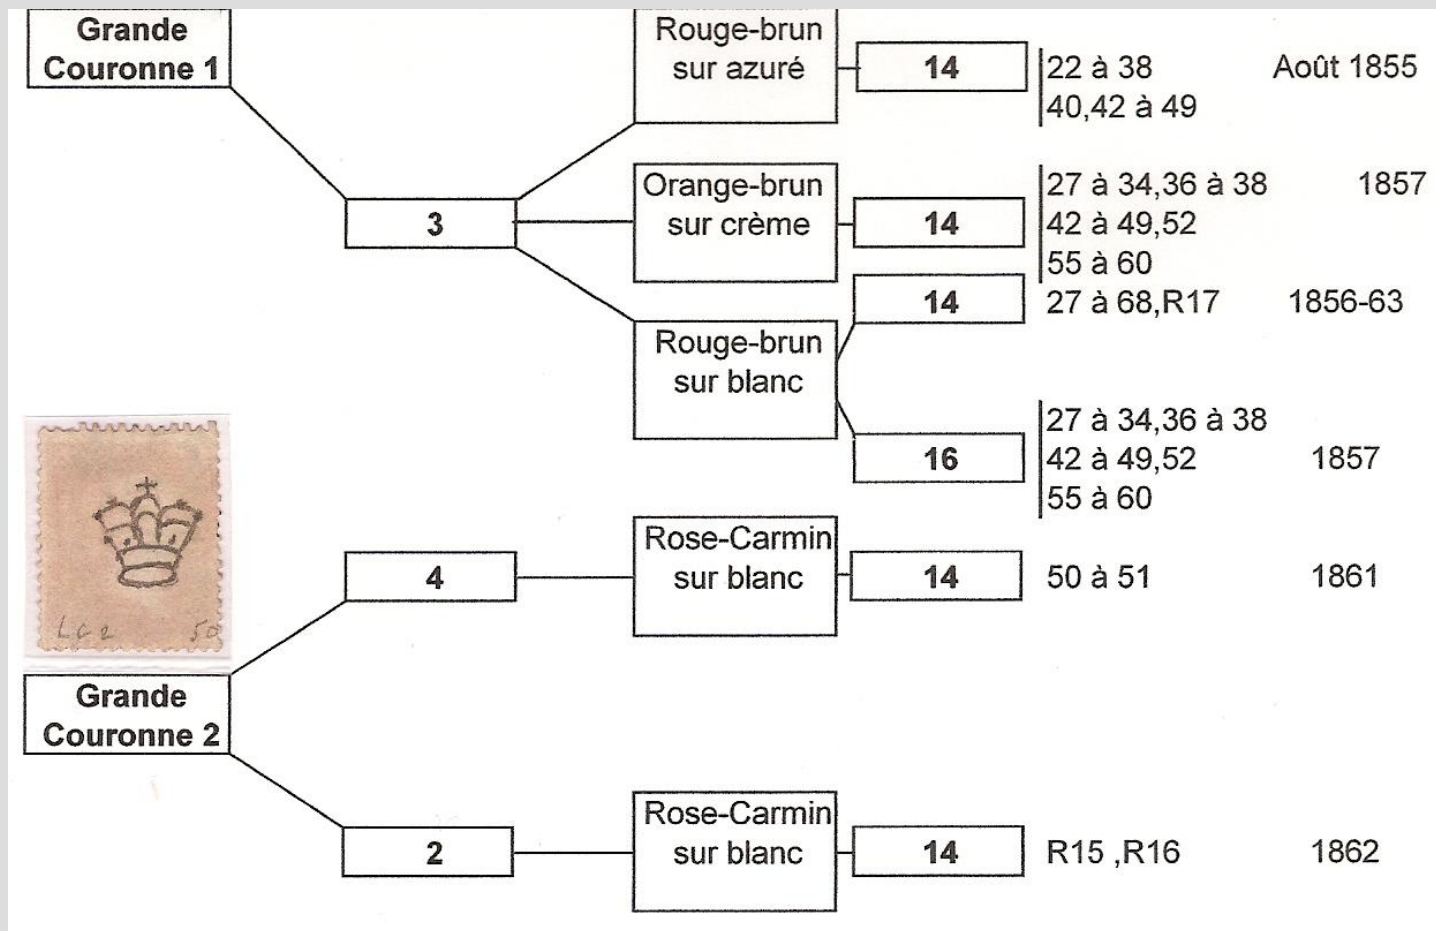 Grande
Couronne 1
Rouge-brun
sur azuré
14
22 à 38
40,42 à 49
Août 1855
3
Orange-brun
sur crème
14
27 à 34,36 à 38
42 à 49,52
55 à 60
1857
Rouge-brun
sur blanc
14
27 à 68,R17
1856-63
16
27 à 34,36 à 38
42 à 49,52
55 à 60
1857
50
Grande
Couronne 2
4
Rose-Carmin
sur blanc
14
50 à 51
1861
2
Rose-Carmin
sur blanc
14
R15 ,R16
1862